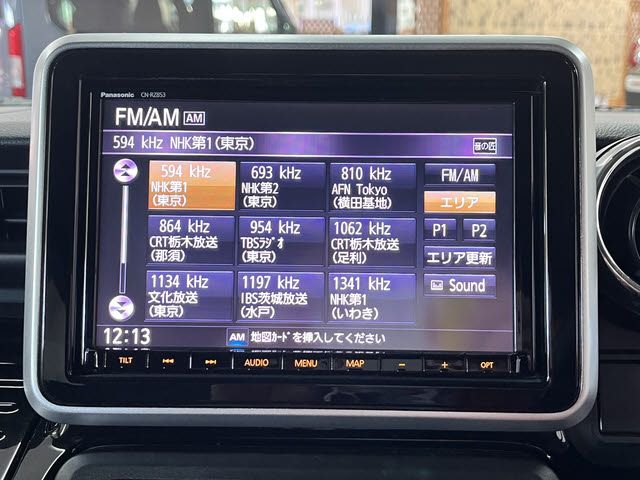 Panasonic CN-RZ853
FM/AM AM
594 kHz NHK第1(東京) 音の匠
594 kHz
NHK第1
(東京)
693 kHz
NHK第2
(東京)
810 kHz
AFN Tokyo
(横田基地)
FM/AM
エリア
864 kHz
CRT栃木放送
(那須)
954 kHz
TBSラジオ
(東京)
1062 kHz
CRT栃木放送
(足利)
P1 P2
エリア更新
1134 kHz
文化放送
(東京)
1197 kHz
IBS茨城放送
(水戸)
1341 kHz
NHK第1
(いわき)
Sound
12:13 AM 地図カードを挿入してください
TILT AUDIO MENU MAP − + OPT